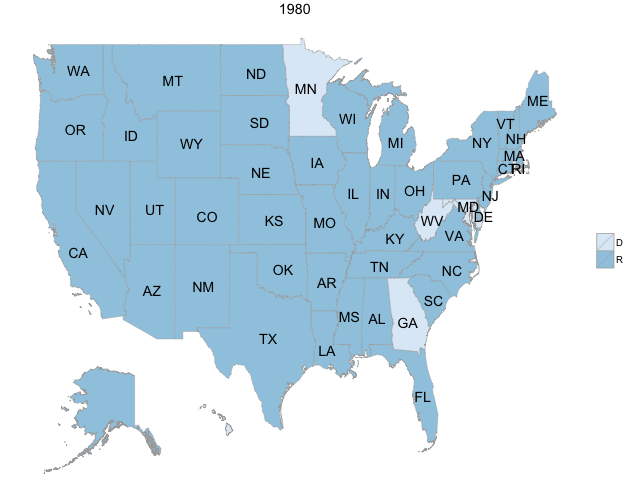 1980
WA
MT
ND
MN
ME
OR
ID
WY
SD
WI
MI
VT
NH
NY
MA
CT
RI
NE
IA
PA
NV
UT
CO
KS
MO
IL
IN
OH
NJ
MD
DE
WV
VA
CA
KY
AZ
NM
OK
AR
TN
NC
SC
TX
LA
MS
AL
GA
FL
D
R